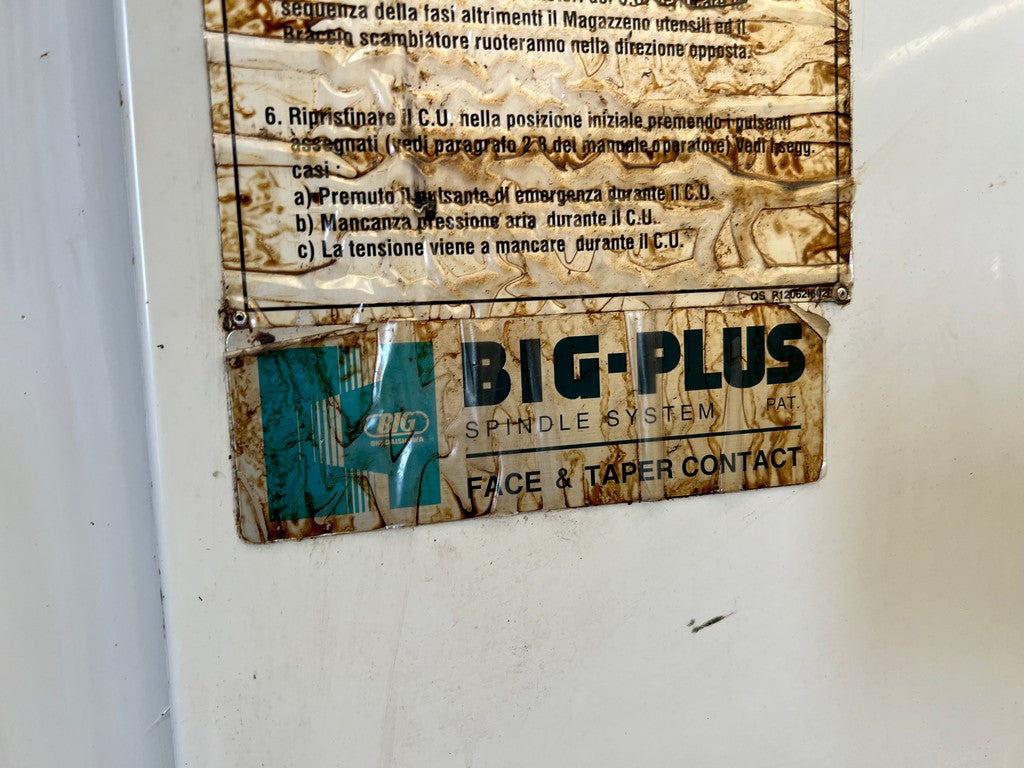 sequenza della fasi altrimenti il Magazzeno utensili ed il
Braccio scambiatore ruoteranno nella direzione opposta.
6. Ripristinare il C.U. nella posizione iniziale premendo i pulsanti
assegnati (vedi paragrafo 2.8 del manuale operatore) Vedi i segg.
casi :
a) Premuto il pulsante di emergenza durante il C.U.
b) Mancanza pressione aria durante il C.U.
c) La tensione viene a mancare durante il C.U.
BIG-PLUS
SPINDLE SYSTEM PAT.
FACE & TAPER CONTACT
BIG
BIG DAISHOWA